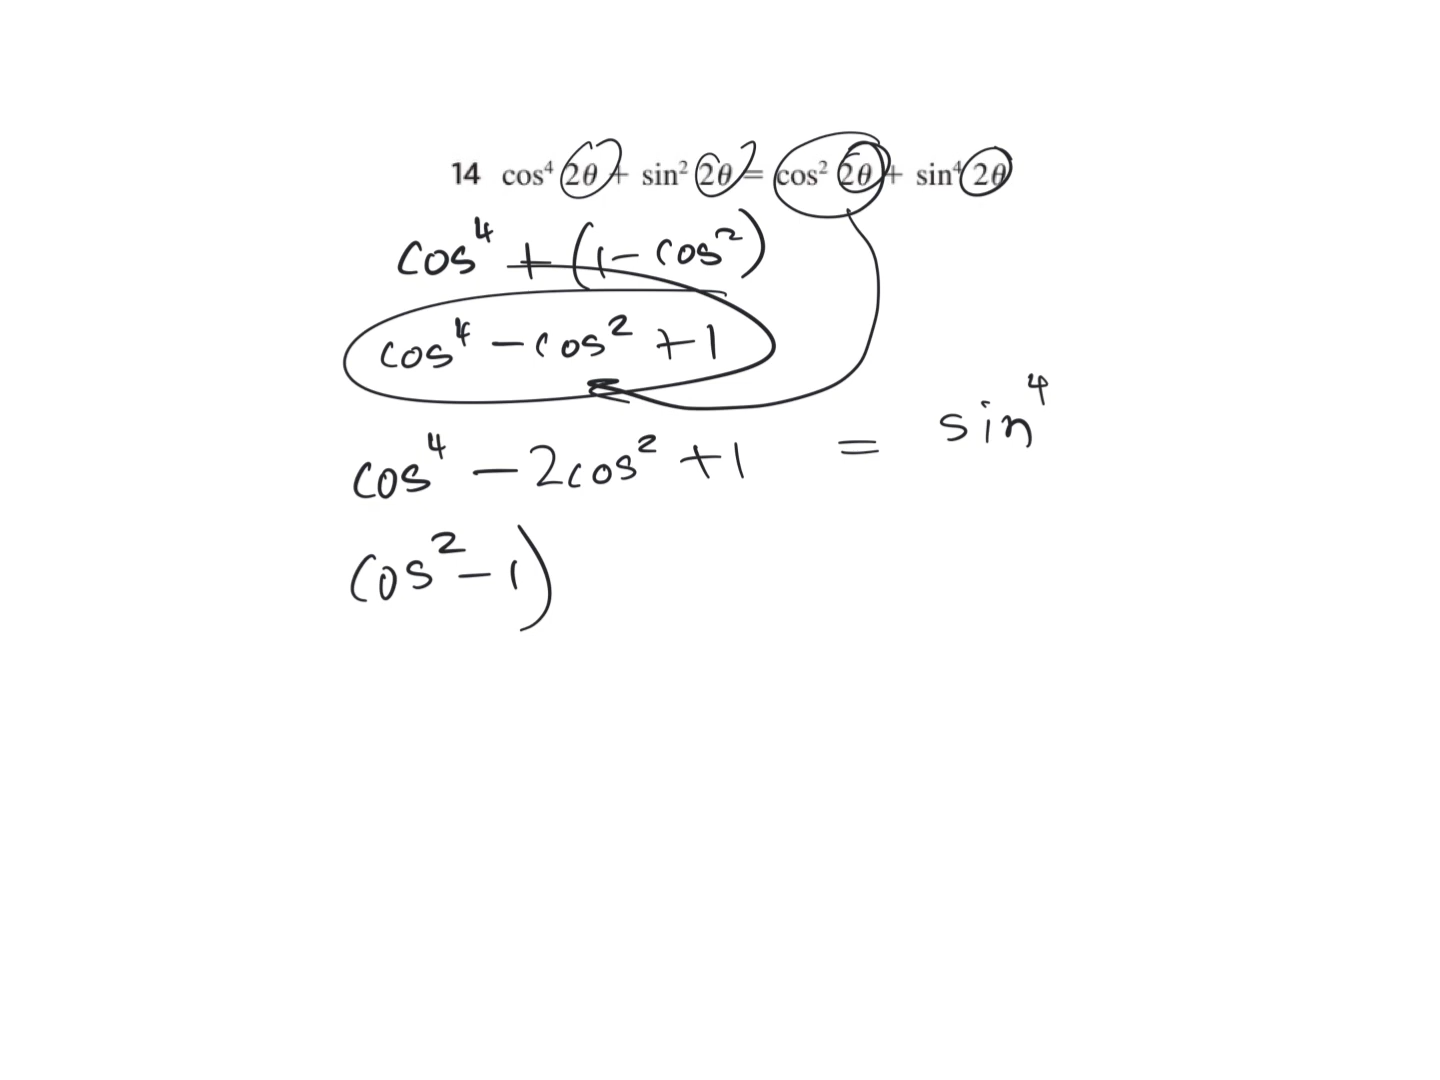 14 cos⁴ 2θ + sin² 2θ = cos² 2θ + sin⁴ 2θ
cos⁴ + (1 - cos²)
cos⁴ - cos² + 1
cos⁴ - 2cos² + 1 = sin⁴
cos² - 1)